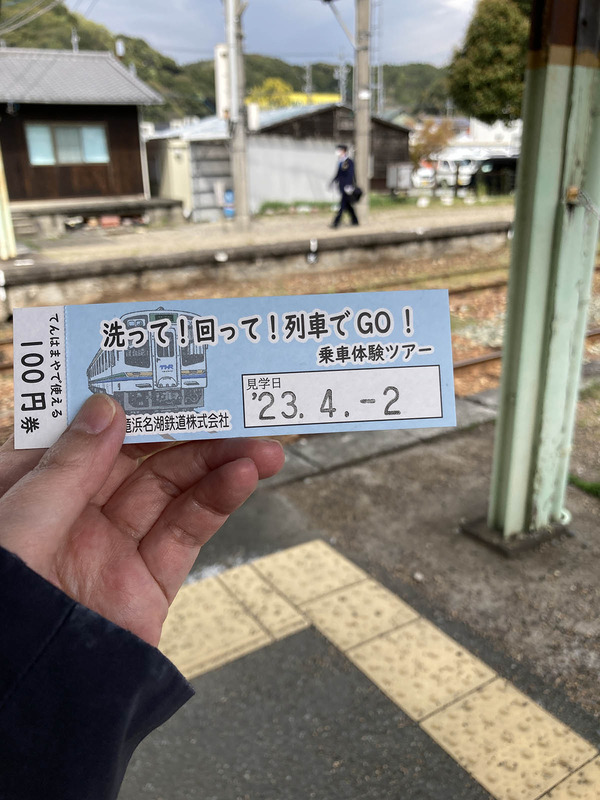 洗って！回って！列車でGO！
乗車体験ツアー
見学日
'23.4.-2
THR
竜浜名湖鉄道株式会社
てんはまやで使える
100円券